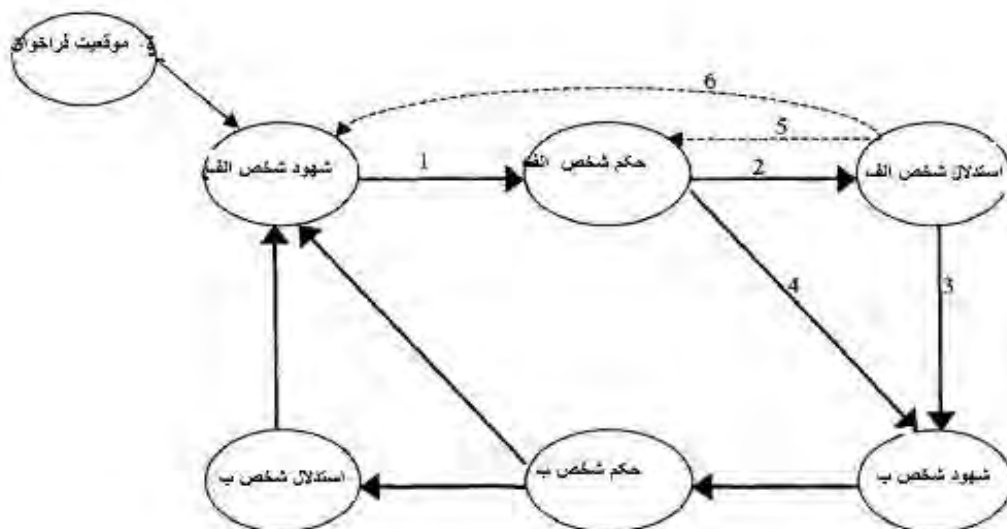 موقعیت فراخوان
6
5
شهود شخص الف
1
حکم شخص الف
2
استدلال شخص الف
4
3
استدلال شخص ب
حکم شخص ب
شهود شخص ب